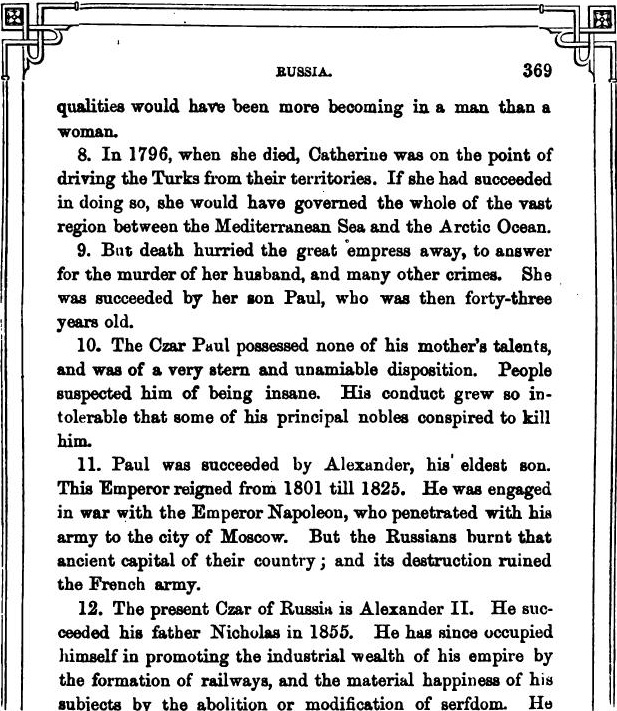 RUSSIA. 369
qualities would have been more becoming in a man than a
woman.
8. In 1796, when she died, Catherine was on the point of
driving the Turks from their territories. If she had succeeded
in doing so, she would have governed the whole of the vast
region between the Mediterranean Sea and the Arctic Ocean.
9. But death hurried the great empress away, to answer
for the murder of her husband, and many other crimes. She
was succeeded by her son Paul, who was then forty-three
years old.
10. The Czar Paul possessed none of his mother's talents,
and was of a very stern and unamiable disposition. People
suspected him of being insane. His conduct grew so in-
tolerable that some of his principal nobles conspired to kill
him.
11. Paul was succeeded by Alexander, his eldest son.
This Emperor reigned from 1801 till 1825. He was engaged
in war with the Emperor Napoleon, who penetrated with his
army to the city of Moscow. But the Russians burnt that
ancient capital of their country; and its destruction ruined
the French army.
12. The present Czar of Russia is Alexander II. He suc-
ceeded his father Nicholas in 1855. He has since occupied
himself in promoting the industrial wealth of his empire by
the formation of railways, and the material happiness of his
subjects by the abolition or modification of serfdom. He